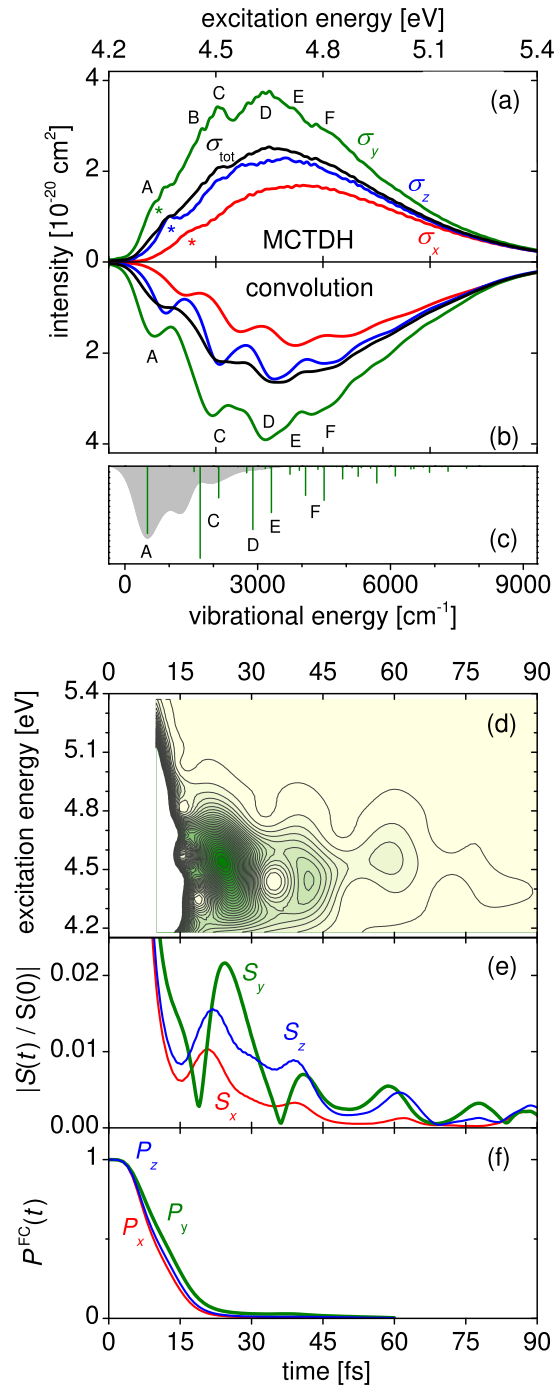 excitation energy [eV]
4.2 4.5 4.8 5.1 5.4
4
2
0
2
4
intensity [10⁻²⁰ cm²]
(a)
A B C D E F
* * *
σtot
σy
σz
σx
MCTDH
convolution
A C D E F
(b)
A C D E F
(c)
0 3000 6000 9000
vibrational energy [cm⁻¹]
0 15 30 45 60 75 90
5.4
5.1
4.8
4.5
4.2
excitation energy [eV]
(d)
0.02
0.01
0.00
|S(t) / S(0)|
(e)
Sy
Sz
Sx
1
0
P^FC(t)
(f)
Pz
Py
Px
0 15 30 45 60 75 90
time [fs]